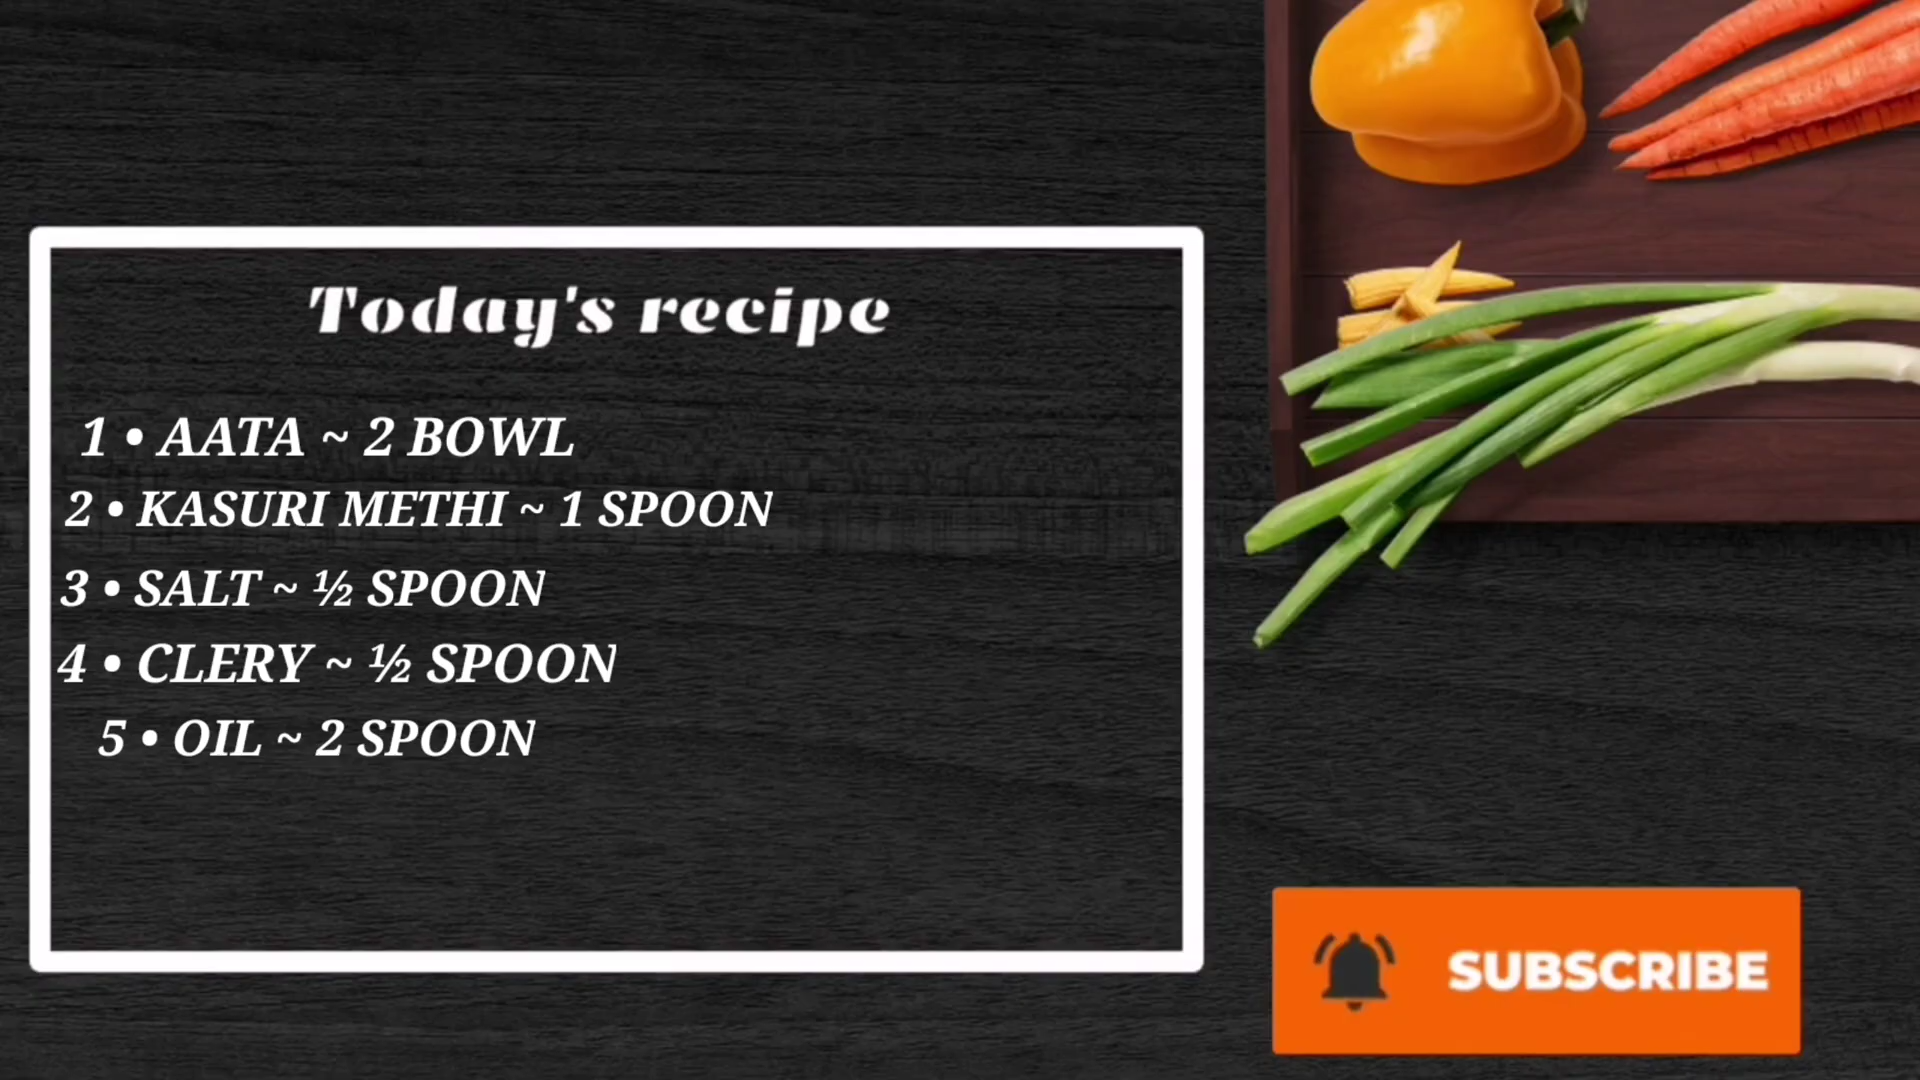 Today's recipe
1 • AATA ~ 2 BOWL
2 • KASURI METHI ~ 1 SPOON
3 • SALT ~ ½ SPOON
4 • CLERY ~ ½ SPOON
5 • OIL ~ 2 SPOON
SUBSCRIBE